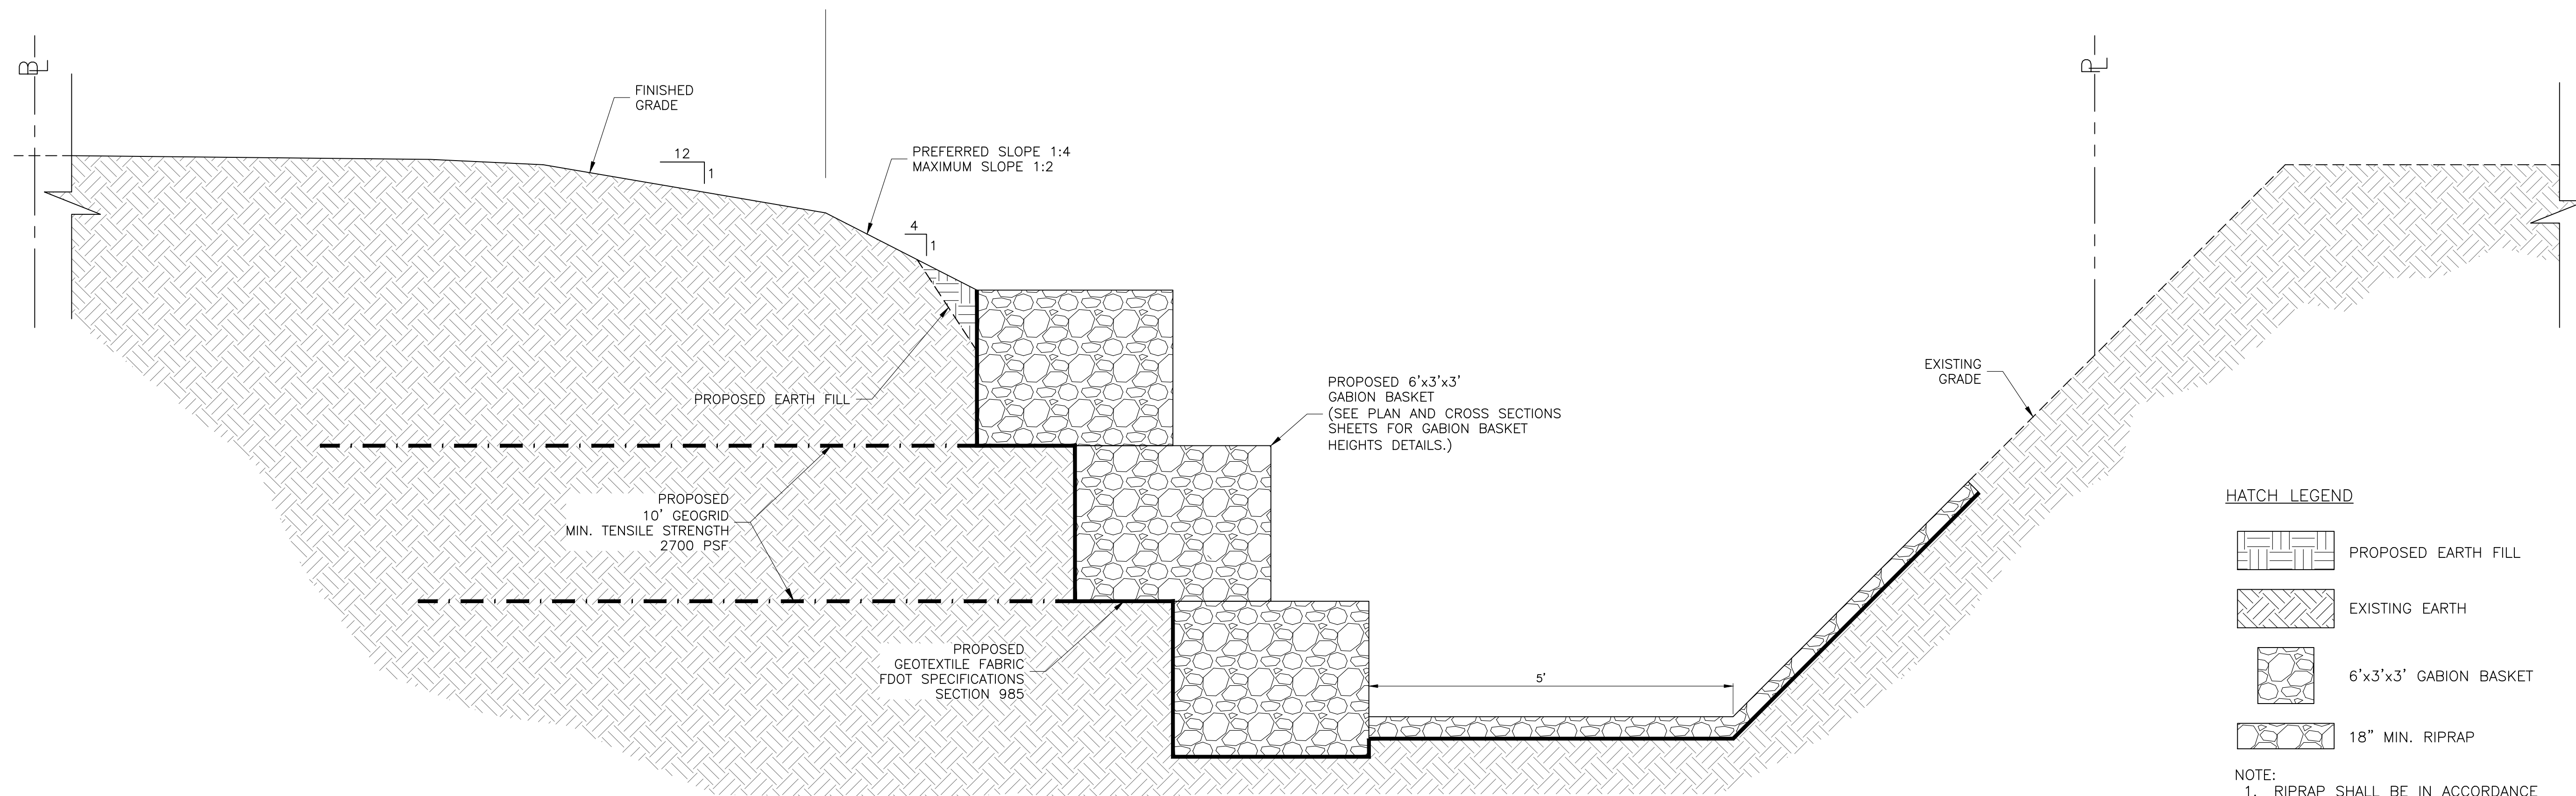 BL
PL
FINISHED
GRADE
12
1
PREFERRED SLOPE 1:4
MAXIMUM SLOPE 1:2
4
1
PROPOSED EARTH FILL
PROPOSED 6'x3'x3'
GABION BASKET
(SEE PLAN AND CROSS SECTIONS
SHEETS FOR GABION BASKET
HEIGHTS DETAILS.)
EXISTING
GRADE
PROPOSED
10' GEOGRID
MIN. TENSILE STRENGTH
2700 PSF
PROPOSED
GEOTEXTILE FABRIC
FDOT SPECIFICATIONS
SECTION 985
5'
HATCH LEGEND
PROPOSED EARTH FILL
EXISTING EARTH
6'x3'x3' GABION BASKET
18" MIN. RIPRAP
NOTE:
1. RIPRAP SHALL BE IN ACCORDANCE